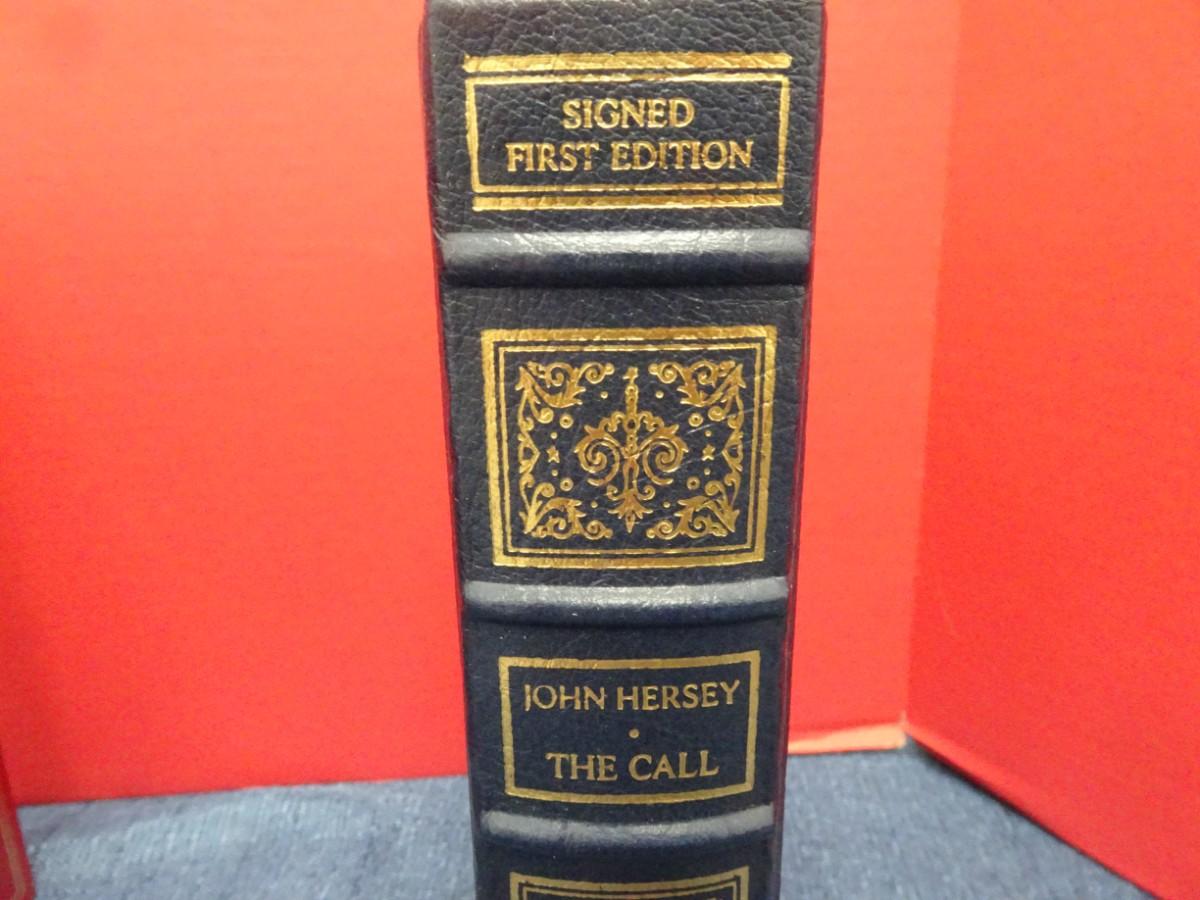 SIGNED
FIRST EDITION
JOHN HERSEY
•
THE CALL